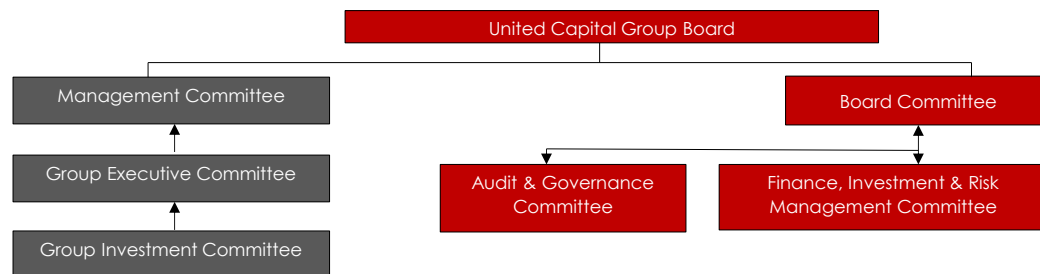 United Capital Group Board
Management Committee
Board Committee
Group Executive Committee
Audit & Governance
Committee
Finance, Investment & Risk
Management Committee
Group Investment Committee